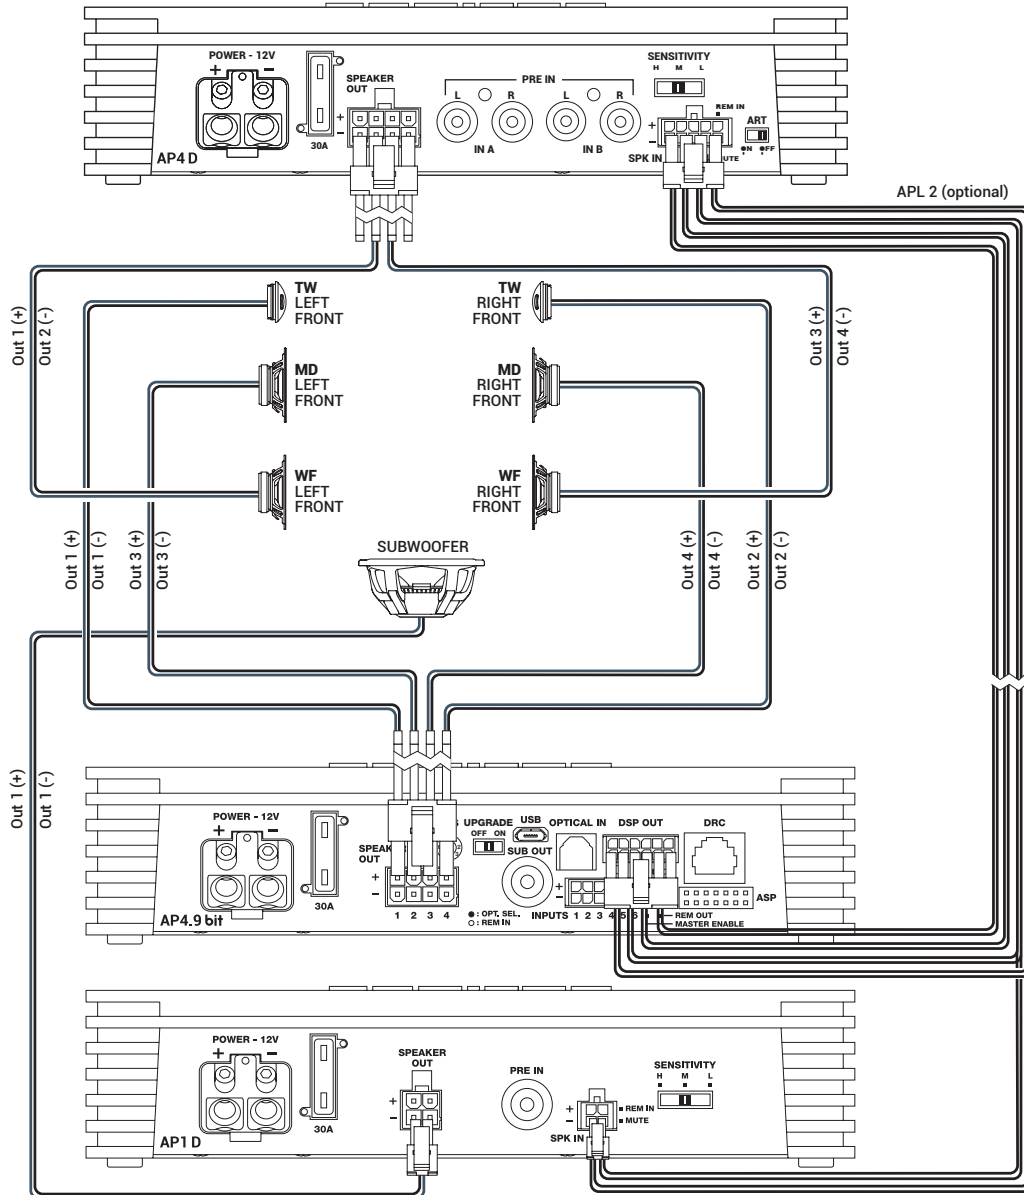 POWER - 12V
+ −
30A
SPEAKER
OUT
+
−
PRE IN
L R L R
IN A IN B
SENSITIVITY
H M L
REM IN
ART
ON OFF
+
−
SPK IN
AP4 D
APL 2 (optional)
Out 1 (+)
Out 2 (-)
TW
LEFT
FRONT
TW
RIGHT
FRONT
Out 3 (+)
Out 4 (-)
MD
LEFT
FRONT
MD
RIGHT
FRONT
WF
LEFT
FRONT
WF
RIGHT
FRONT
Out 1 (+)
Out 1 (-)
Out 3 (+)
Out 3 (-)
SUBWOOFER
Out 4 (+)
Out 4 (-)
Out 2 (+)
Out 2 (-)
Out 1 (+)
Out 1 (-)
POWER - 12V
+ −
30A
OUT
+
−
1 2 3 4
UPGRADE
OFF ON
USB
SUB OUT
OPTICAL IN
DSP OUT
DRC
+
−
ASP
● : OPT. SEL.
○ : REM IN
INPUTS 1 2 3 4 5 6
REM OUT
MASTER ENABLE
AP4.9 bit
POWER - 12V
+ −
30A
SPEAKER
OUT
+
−
PRE IN
SENSITIVITY
H M L
+
−
REM IN
MUTE
SPK IN
AP1 D